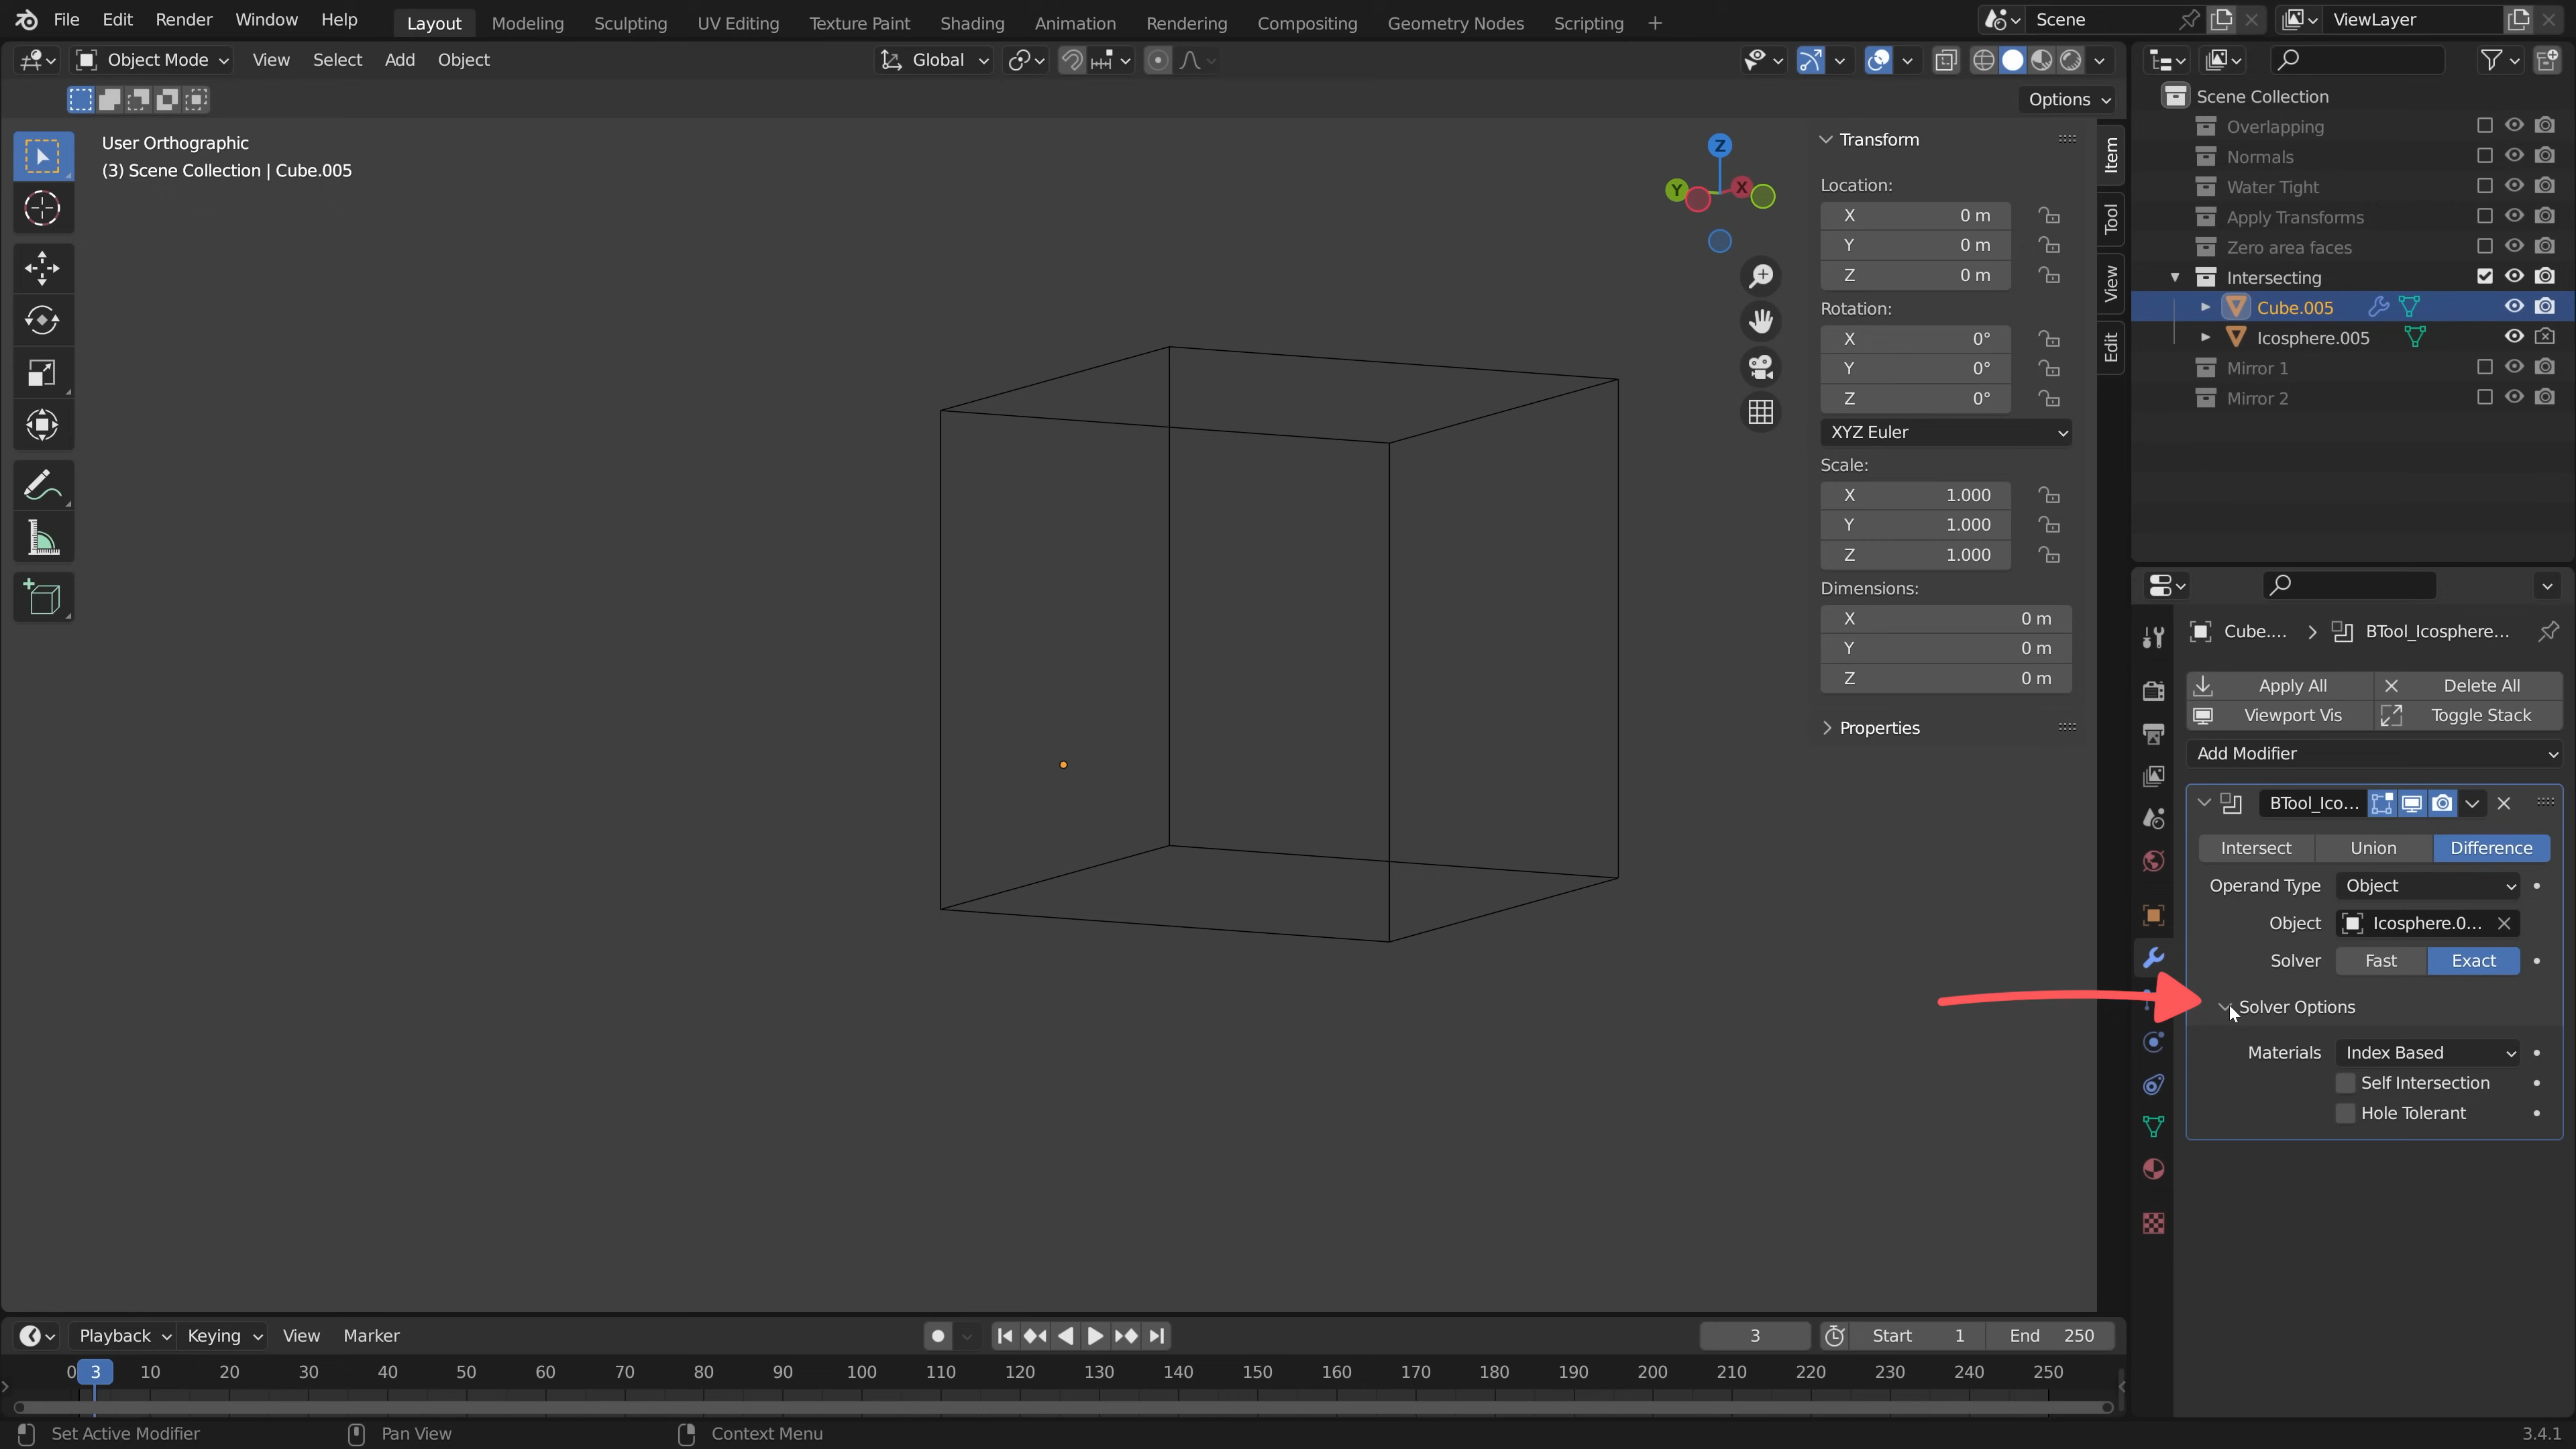 File Edit Render Window Help Layout Modeling Sculpting UV Editing Texture Paint Shading Animation Rendering Compositing Geometry Nodes Scripting + Scene ViewLayer
Object Mode View Select Add Object Global
Options
User Orthographic
(3) Scene Collection | Cube.005
Z
Y
X
Transform
Location:
X 0 m
Y 0 m
Z 0 m
Rotation:
X 0°
Y 0°
Z 0°
XYZ Euler
Scale:
X 1.000
Y 1.000
Z 1.000
Dimensions:
X 0 m
Y 0 m
Z 0 m
Properties
Item
Tool
View
Edit
Scene Collection
Overlapping
Normals
Water Tight
Apply Transforms
Zero area faces
Intersecting
Cube.005
Icosphere.005
Mirror 1
Mirror 2
Cube.... BTool_Icosphere...
Apply All Delete All
Viewport Vis Toggle Stack
Add Modifier
BTool_Ico...
Intersect Union Difference
Operand Type Object
Object Icosphere.0...
Solver Fast Exact
Solver Options
Materials Index Based
Self Intersection
Hole Tolerant
Playback Keying View Marker 3 Start 1 End 250
0 3 10 20 30 40 50 60 70 80 90 100 110 120 130 140 150 160 170 180 190 200 210 220 230 240 250
Set Active Modifier Pan View Context Menu 3.4.1